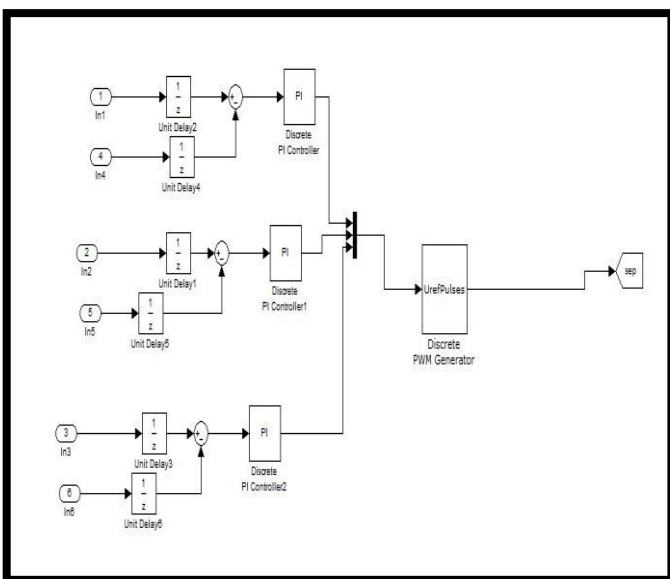 1
In1
1
z
Unit Delay2
+
-
PI
Discrete
PI Controller
4
In4
1
z
Unit Delay4
2
In2
1
z
Unit Delay1
+
-
PI
Discrete
PI Controller1
5
In5
1
z
Unit Delay5
UrefPulses
Discrete
PWM Generator
sep
3
In3
1
z
Unit Delay3
+
-
PI
Discrete
PI Controller2
6
In6
1
z
Unit Delay6